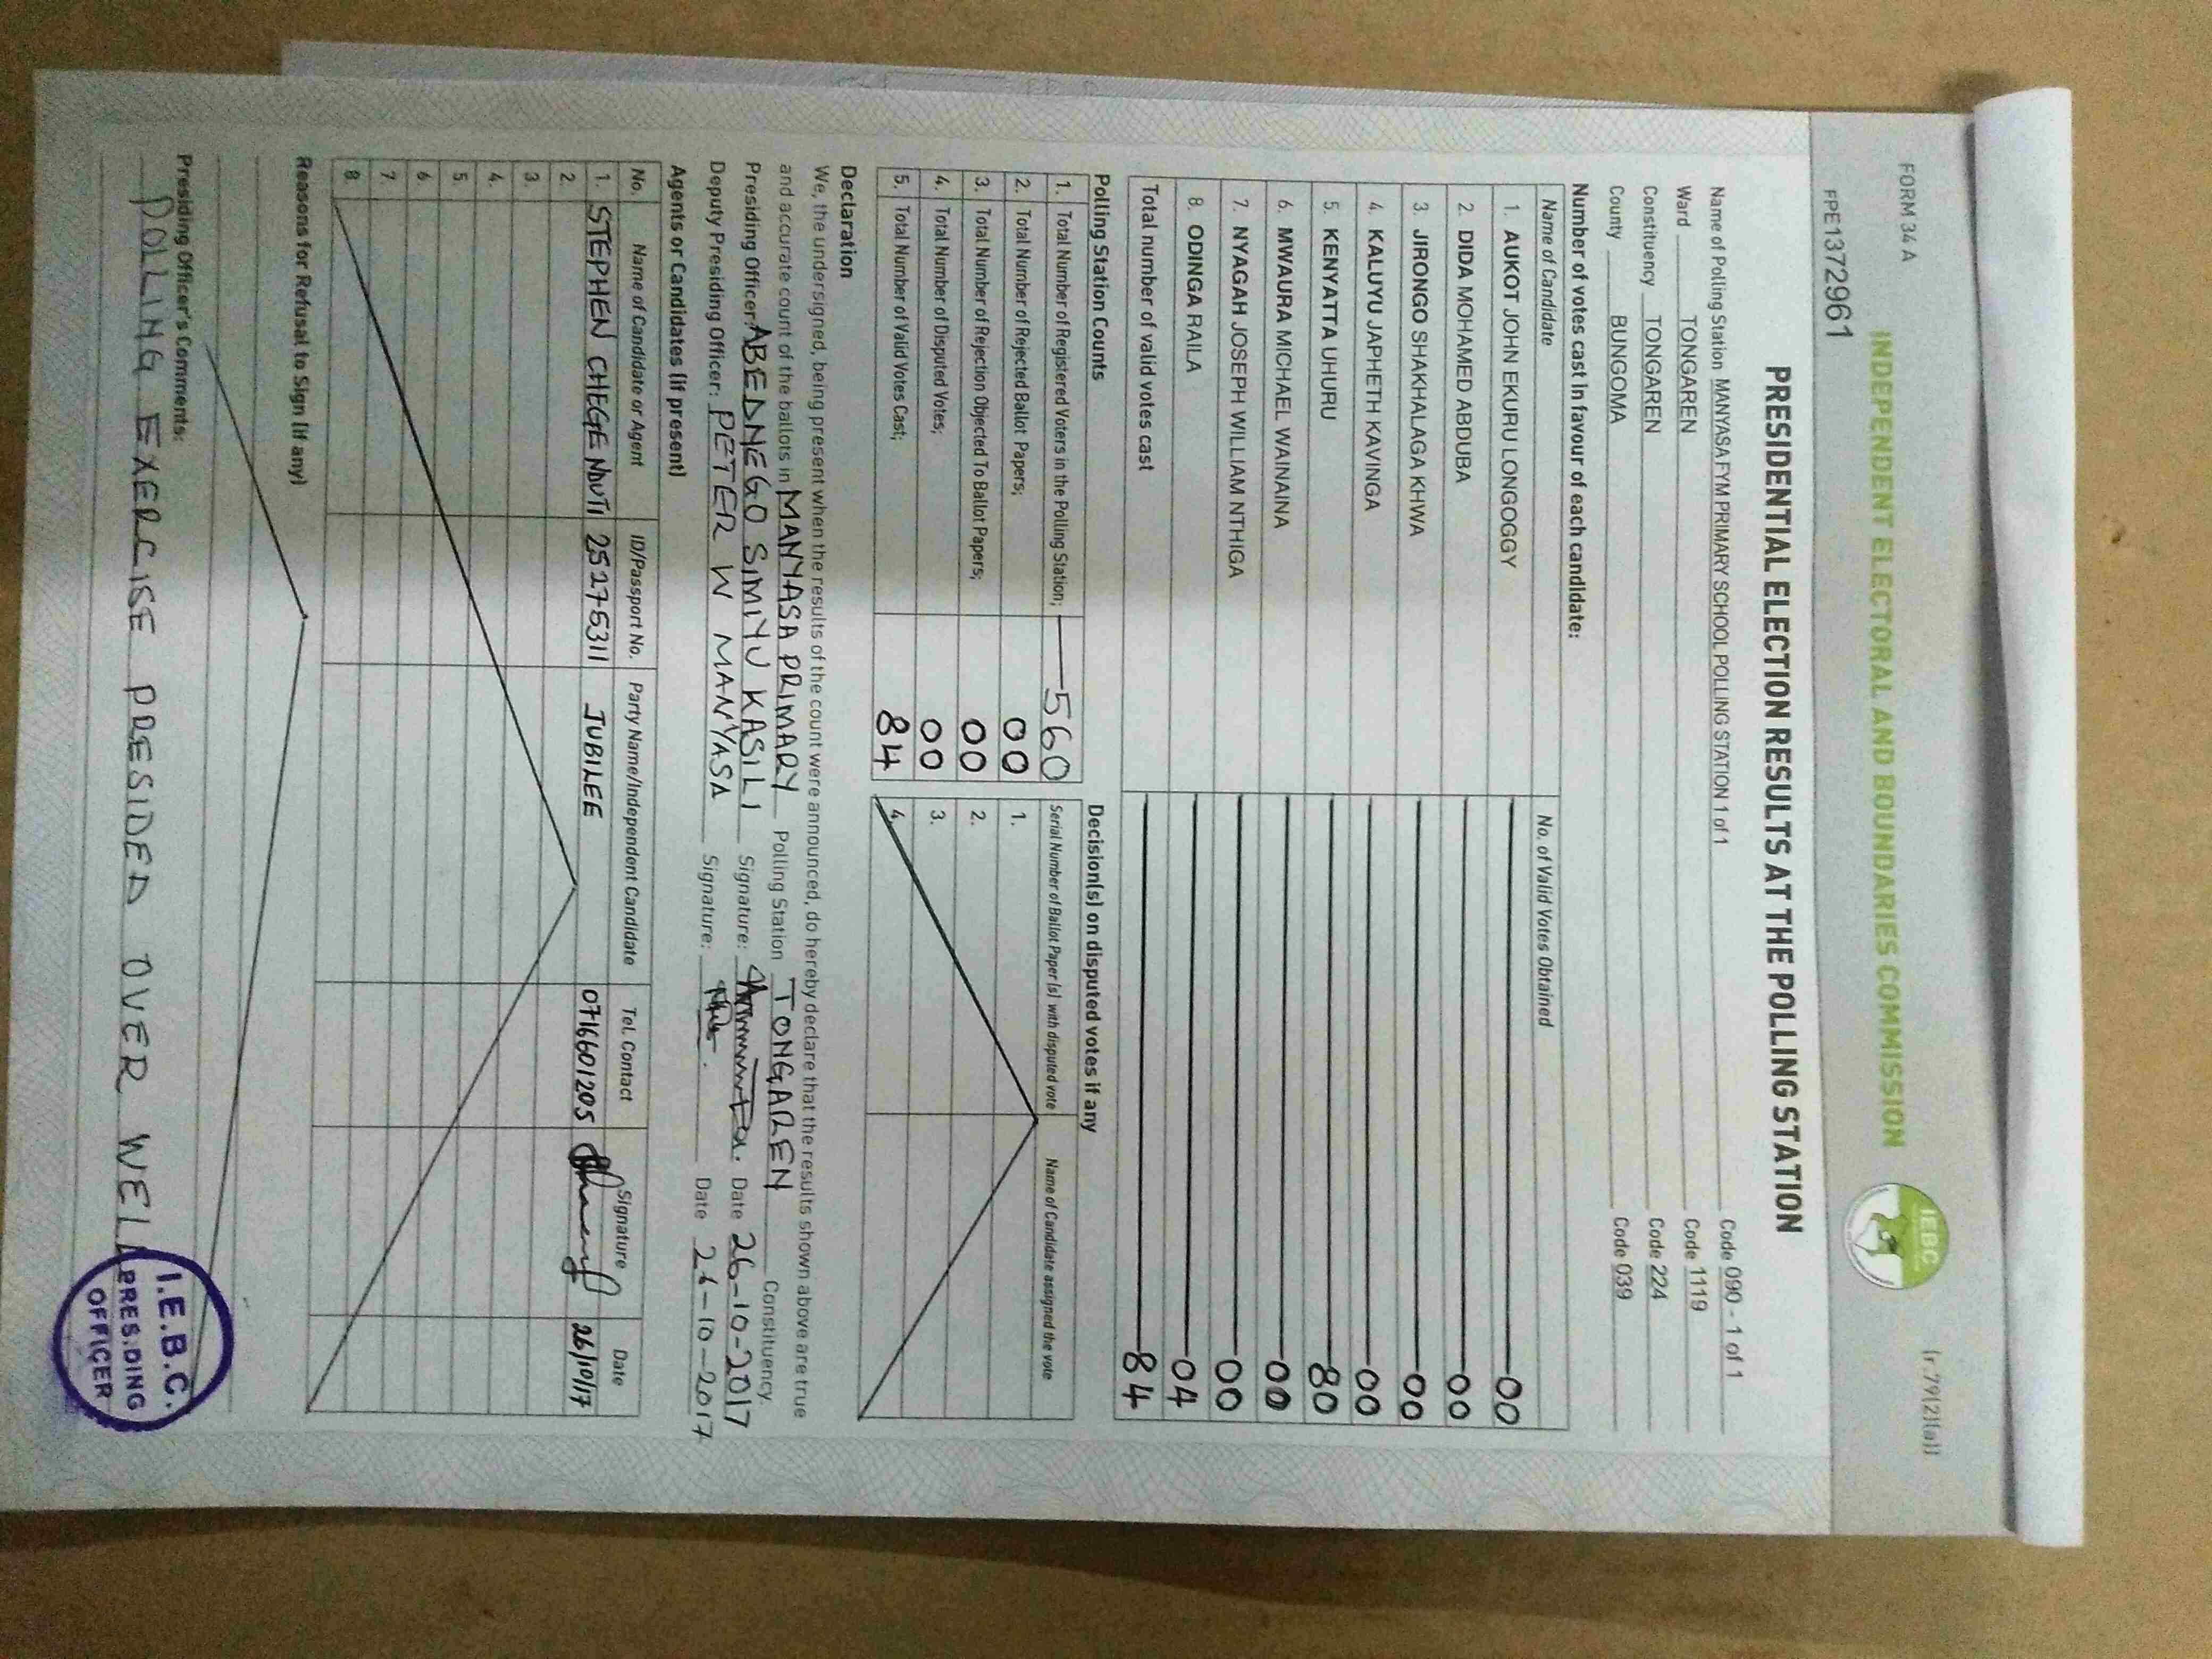 FORM 34 A
(r.79(2)(a))
INDEPENDENT ELECTORAL AND BOUNDARIES COMMISSION
IEBC
FPE1372961
PRESIDENTIAL ELECTION RESULTS AT THE POLLING STATION
Name of Polling Station MANYASA FYM PRIMARY SCHOOL POLLING STATION 1 of 1 Code 090 - 1 of 1
Ward TONGAREN Code 1119
Constituency TONGAREN Code 224
County BUNGOMA Code 039
Number of votes cast in favour of each candidate:
Name of Candidate No. of Valid Votes Obtained
1. AUKOT JOHN EKURU LONGOGGY 00
2. DIDA MOHAMED ABDUBA 00
3. JIRONGO SHAKHALAGA KHWA 00
4. KALUYU JAPHETH KAVINGA 00
5. KENYATTA UHURU 80
6. MWAURA MICHAEL WAINAINA 00
7. NYAGAH JOSEPH WILLIAM NTHIGA 00
8. ODINGA RAILA 04
Total number of valid votes cast 84
Polling Station Counts
1. Total Number of Registered Voters in the Polling Station; 560
2. Total Number of Rejected Ballot Papers; 00
3. Total Number of Rejection Objected To Ballot Papers; 00
4. Total Number of Disputed Votes; 00
5. Total Number of Valid Votes Cast; 84
Decision(s) on disputed votes if any
Serial Number of Ballot Paper (s) with disputed vote Name of Candidate assigned the vote
1.
2.
3.
4.
Declaration
We, the undersigned, being present when the results of the count were announced, do hereby declare that the results shown above are true
and accurate count of the ballots in MANYASA PRIMARY Polling Station TONGAREN Constituency.
Presiding Officer: ABEDNEGO SIMIYU KASILI Signature: Date 26-10-2017
Deputy Presiding Officer: PETER W MANYASA Signature: Date 26-10-2017
Agents or Candidates (if present)
No. Name of Candidate or Agent ID/Passport No. Party Name/Independent Candidate Tel. Contact Signature Date
1. STEPHEN CHEGE NDUTI 25275311 JUBILEE 0716601205 26/10/17
2.
3.
4.
5.
6.
7.
8.
Reasons for Refusal to Sign (if any)
Presiding Officer's Comments:
POLLING EXERCISE PRESIDED OVER WELL
I.E.B.C.
PRESIDING
OFFICER